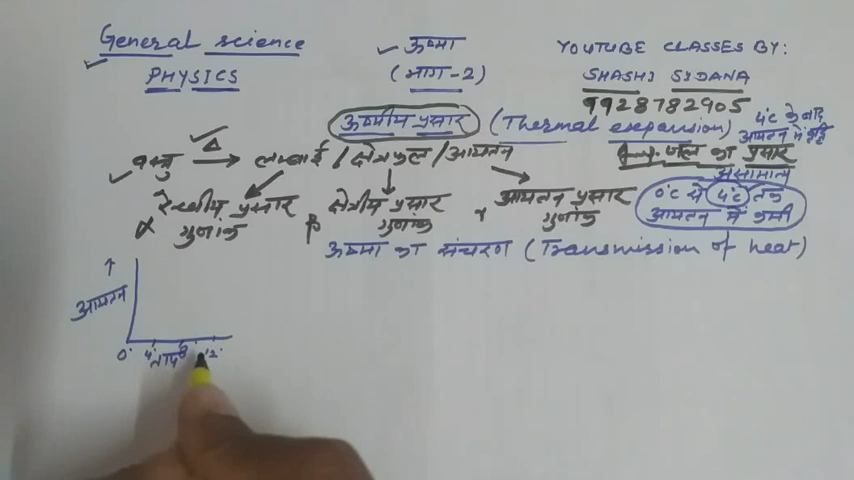 General science
PHYSICS
ऊष्मा
(भाग-2)
YOUTUBE CLASSES BY:
SHASHI SIDANA
9928782905
ऊष्मीय प्रसार (Thermal expansion)
4°C के बाद
आयतन में वृद्धि
वस्तु Δ → लम्बाई / क्षेत्रफल / आयतन
जल का प्रसार
असामान्य
रेखीय प्रसार गुणांक α
क्षेत्रीय प्रसार गुणांक β
आयतन प्रसार गुणांक γ
0°C से 4°C तक
आयतन में कमी
ऊष्मा का संचरण (Transmission of heat)
आयतन
0° 4° 8° 12°
ताप